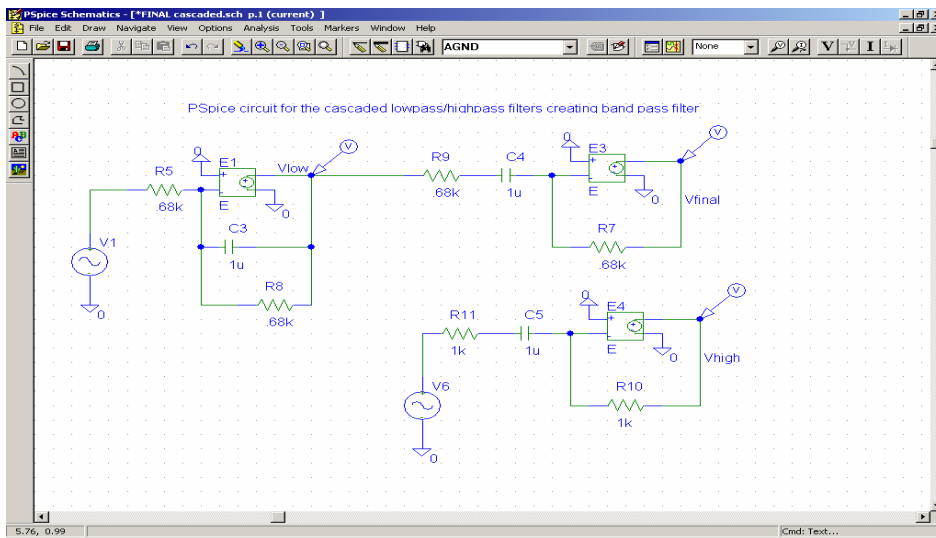 PSpice Schematics - [*FINAL cascaded.sch p.1 (current) ]
File Edit Draw Navigate View Options Analysis Tools Markers Window Help
AGND
None
V
I
PSpice circuit for the cascaded lowpass/highpass filters creating band pass filter
V
V
0
E1
Vlow
R5
.68k
+
-
E
0
C3
1u
V1
0
R8
.68k
R9
.68k
C4
1u
0
E3
+
-
E
0
Vfinal
R7
.68k
V
0
E4
R11
1k
C5
1u
+
-
E
0
Vhigh
V6
R10
1k
0
5.76, 0.99
Cmd: Text...